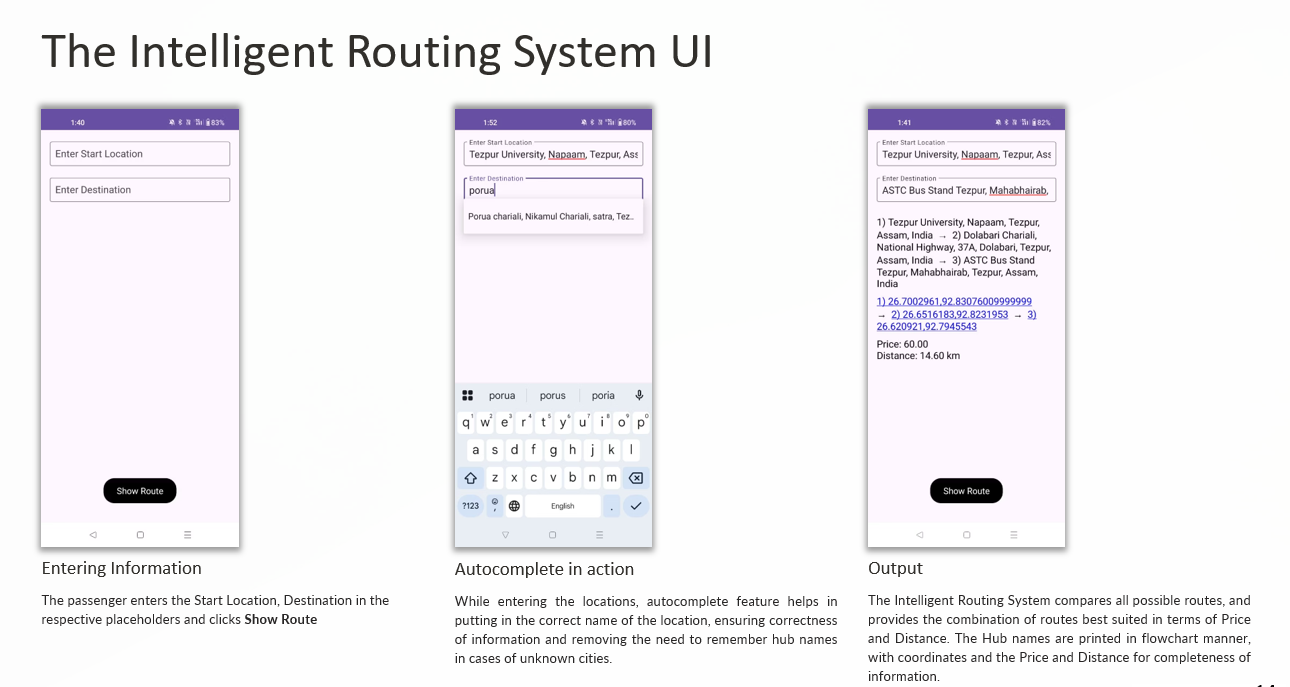 The Intelligent Routing System UI
1:40
83%
Enter Start Location
Enter Destination
Show Route
Entering Information
The passenger enters the Start Location, Destination in the
respective placeholders and clicks Show Route
1:52
80%
Enter Start Location
Tezpur University, Napaam, Tezpur, Ass
Enter Destination
porua
Porua chariali, Nikamul Chariali, satra, Tez..
porua porus poria
q1 w2 e3 r4 t5 y6 u7 i8 o9 p0
a s d f g h j k l
z x c v b n m
?123 , English .
Autocomplete in action
While entering the locations, autocomplete feature helps in
putting in the correct name of the location, ensuring correctness
of information and removing the need to remember hub names
in cases of unknown cities.
1:41
82%
Enter Start Location
Tezpur University, Napaam, Tezpur, Ass
Enter Destination
ASTC Bus Stand Tezpur, Mahabhairab,
1) Tezpur University, Napaam, Tezpur,
Assam, India → 2) Dolabari Chariali,
National Highway, 37A, Dolabari, Tezpur,
Assam, India → 3) ASTC Bus Stand
Tezpur, Mahabhairab, Tezpur, Assam,
India
1) 26.7002961,92.83076009999999
→ 2) 26.6516183,92.8231953 → 3)
26.620921,92.7945543
Price: 60.00
Distance: 14.60 km
Show Route
Output
The Intelligent Routing System compares all possible routes, and
provides the combination of routes best suited in terms of Price
and Distance. The Hub names are printed in flowchart manner,
with coordinates and the Price and Distance for completeness of
information.